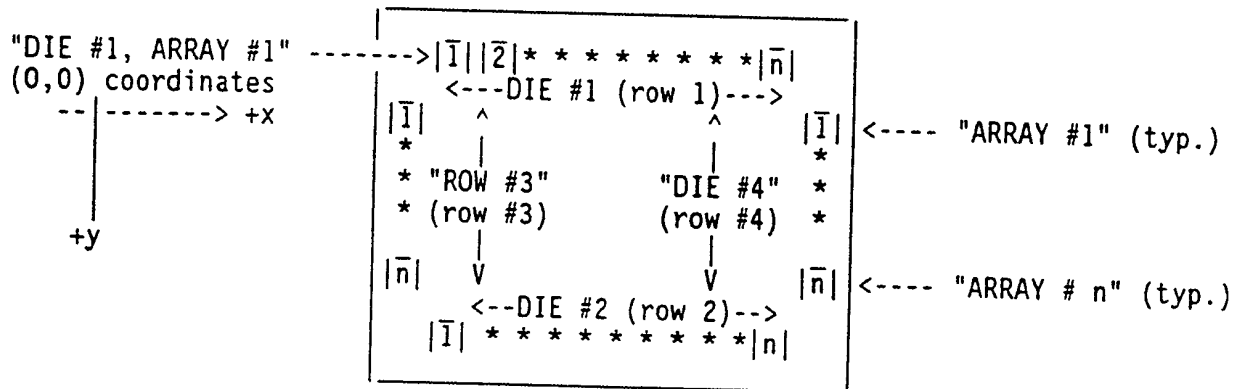 "DIE #1, ARRAY #1" ------->|1||2|* * * * * * * *|n|
(0,0) coordinates <---DIE #1 (row 1)--->
--|-------> +x |1| ^ ^ |1| <---- "ARRAY #1" (typ.)
* | | *
* "ROW #3" "DIE #4" *
* (row #3) (row #4) *
+y | |
|n| V V |n| <---- "ARRAY # n" (typ.)
<--DIE #2 (row 2)-->
|1| * * * * * * * * *|n|